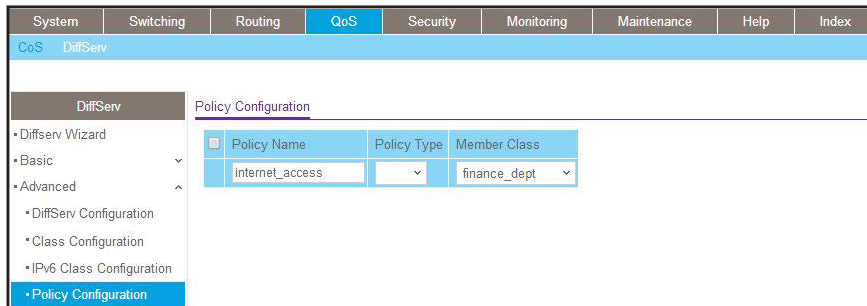 System Switching Routing QoS Security Monitoring Maintenance Help Index
CoS DiffServ
DiffServ
Policy Configuration
Diffserv Wizard
Policy Name Policy Type Member Class
Basic
internet_access finance_dept
Advanced
DiffServ Configuration
Class Configuration
IPv6 Class Configuration
Policy Configuration